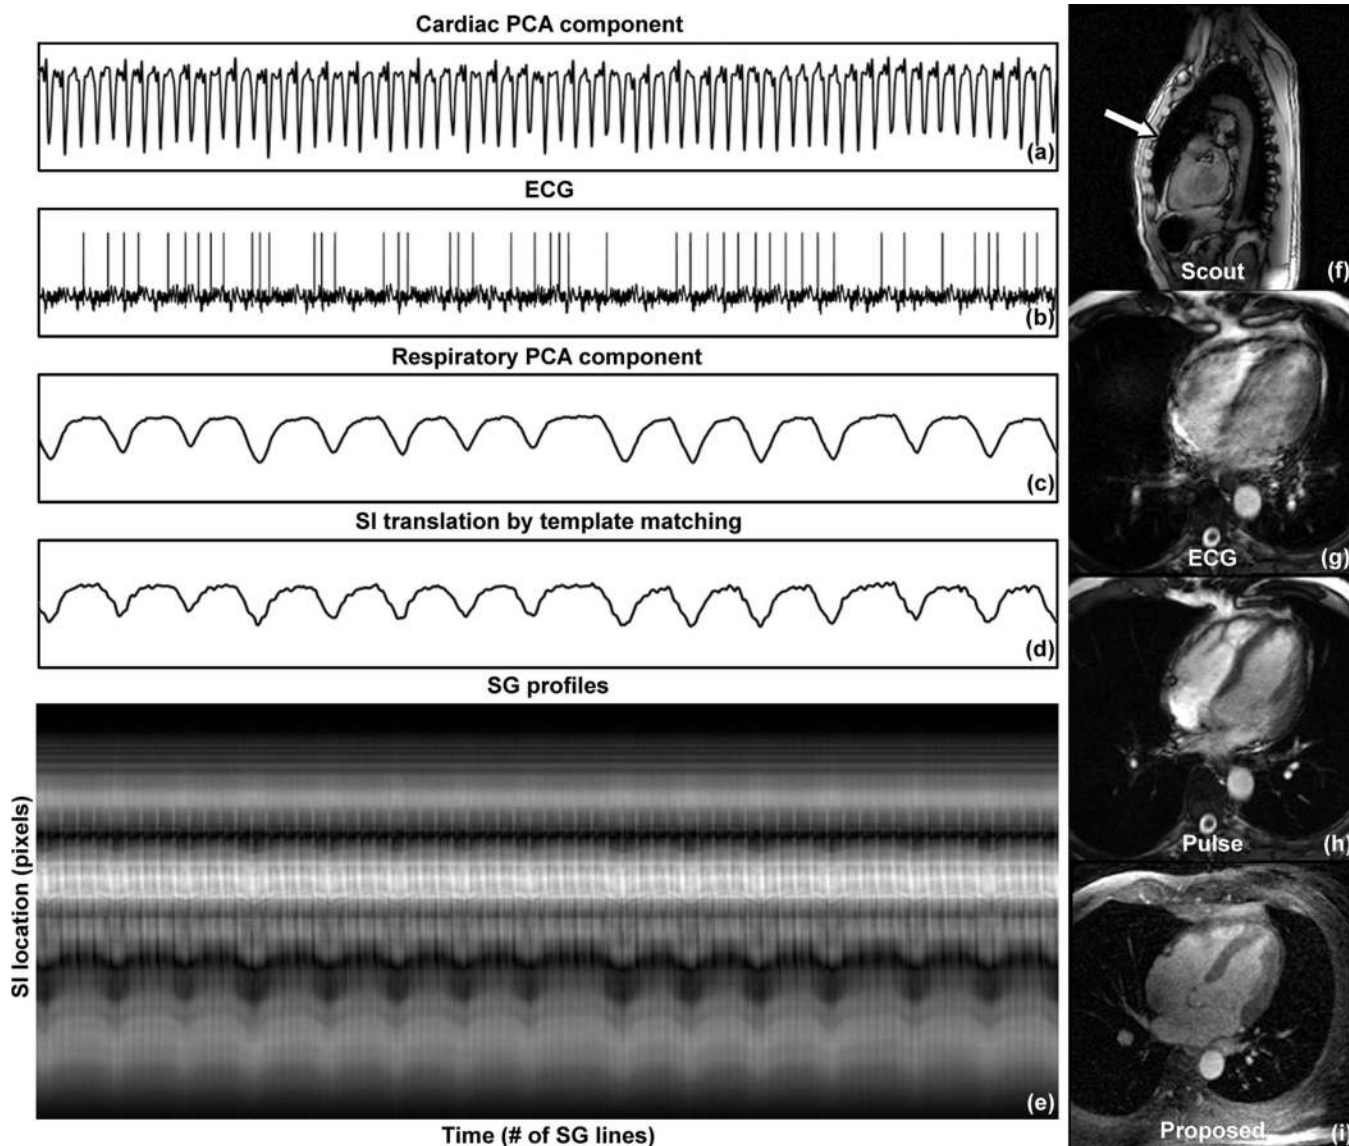 Cardiac PCA component
(a)
ECG
(b)
Respiratory PCA component
(c)
SI translation by template matching
(d)
SG profiles
SI location (pixels)
(e)
Time (# of SG lines)
Scout
(f)
ECG
(g)
Pulse
(h)
Proposed
(i)